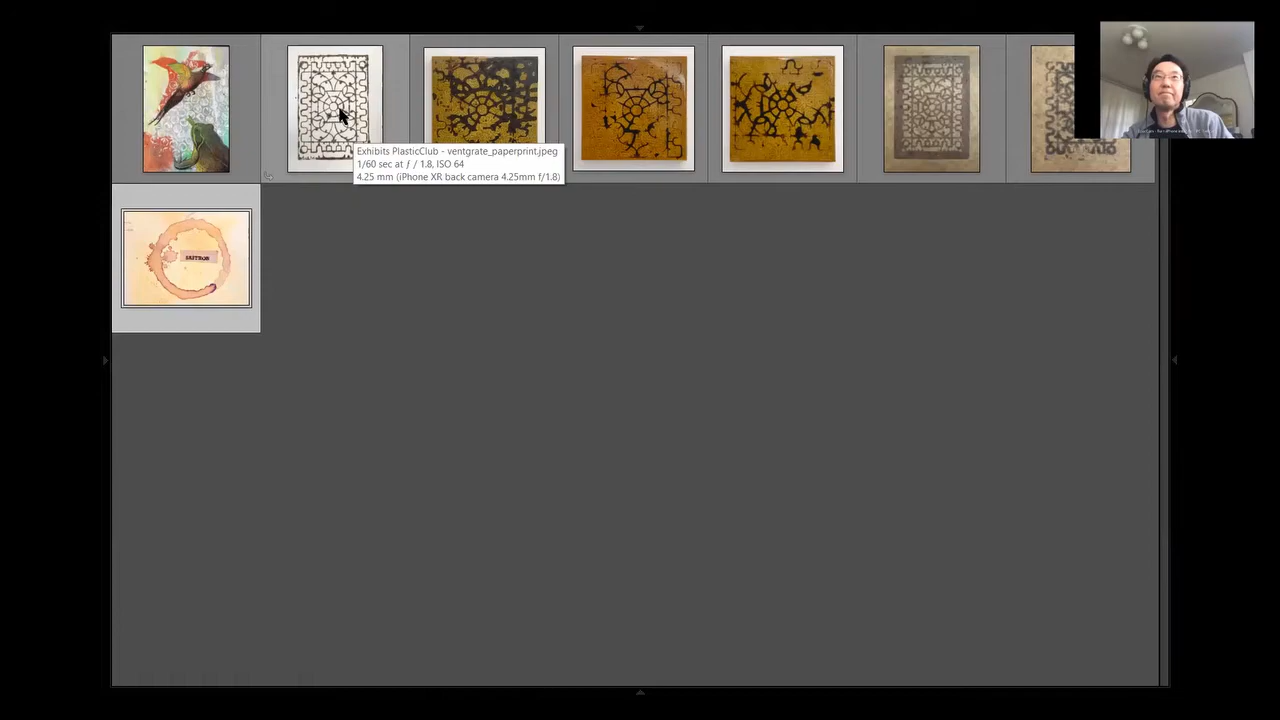 Exhibits PlasticClub - ventgrate_paperprint.jpeg
1/60 sec at ƒ / 1.8, ISO 64
4.25 mm (iPhone XR back camera 4.25mm f/1.8)